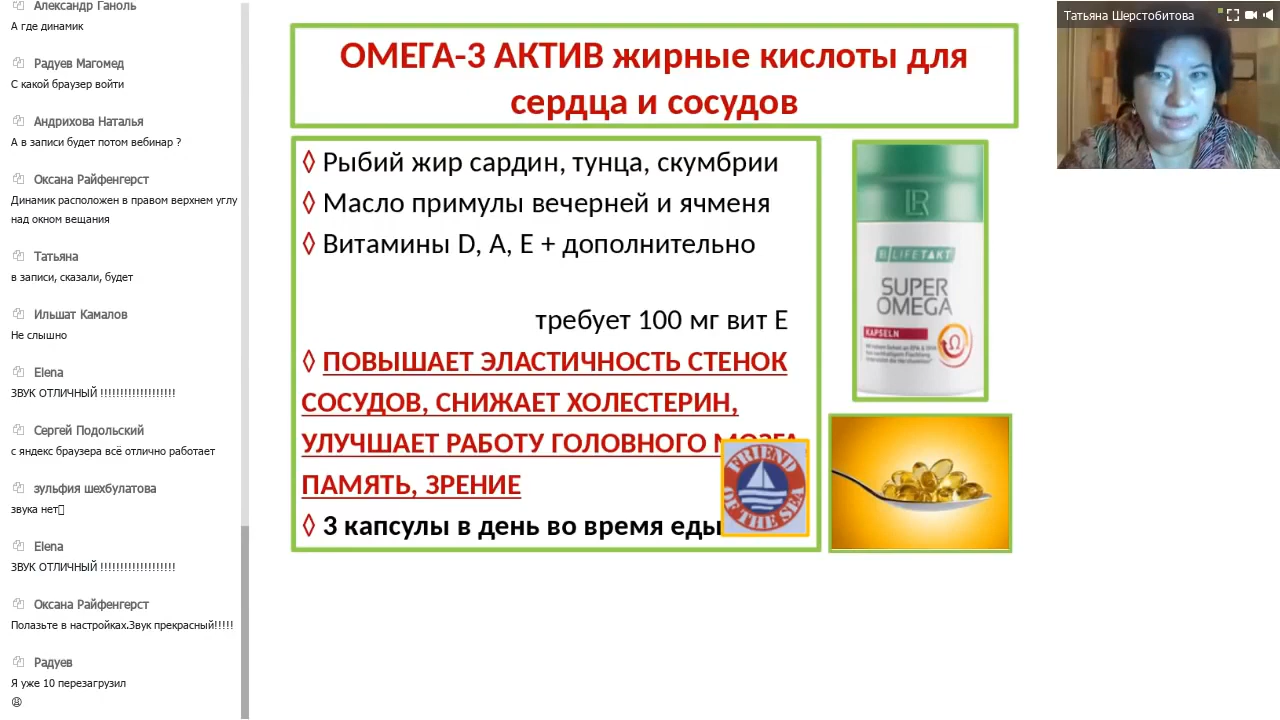 Александр Ганоль
А где динамик
Радуев Магомед
С какой браузер войти
Андрихова Наталья
А в записи будет потом вебинар ?
Оксана Райфенгерст
Динамик расположен в правом верхнем углу
над окном вещания
Татьяна
в записи, сказали, будет
Ильшат Камалов
Не слышно
Elena
ЗВУК ОТЛИЧНЫЙ !!!!!!!!!!!!!!!!!!!
Сергей Подольский
с яндекс браузера всё отлично работает
зульфия шехбулатова
звука нет
Elena
ЗВУК ОТЛИЧНЫЙ !!!!!!!!!!!!!!!!!!!
Оксана Райфенгерст
Полазьте в настройках.Звук прекрасный!!!!!
Радуев
Я уже 10 перезагрузил
😩
ОМЕГА-3 АКТИВ жирные кислоты для
сердца и сосудов
◊ Рыбий жир сардин, тунца, скумбрии
◊ Масло примулы вечерней и ячменя
◊ Витамины D, А, Е + дополнительно
требует 100 мг вит Е
◊ ПОВЫШАЕТ ЭЛАСТИЧНОСТЬ СТЕНОК
СОСУДОВ, СНИЖАЕТ ХОЛЕСТЕРИН,
УЛУЧШАЕТ РАБОТУ ГОЛОВНОГО МОЗГА,
ПАМЯТЬ, ЗРЕНИЕ
◊ 3 капсулы в день во время еды
FRIEND
OF THE SEA
LR
LIFETAKT
SUPER
OMEGA
KAPSELN
Ω
Татьяна Шерстобитова